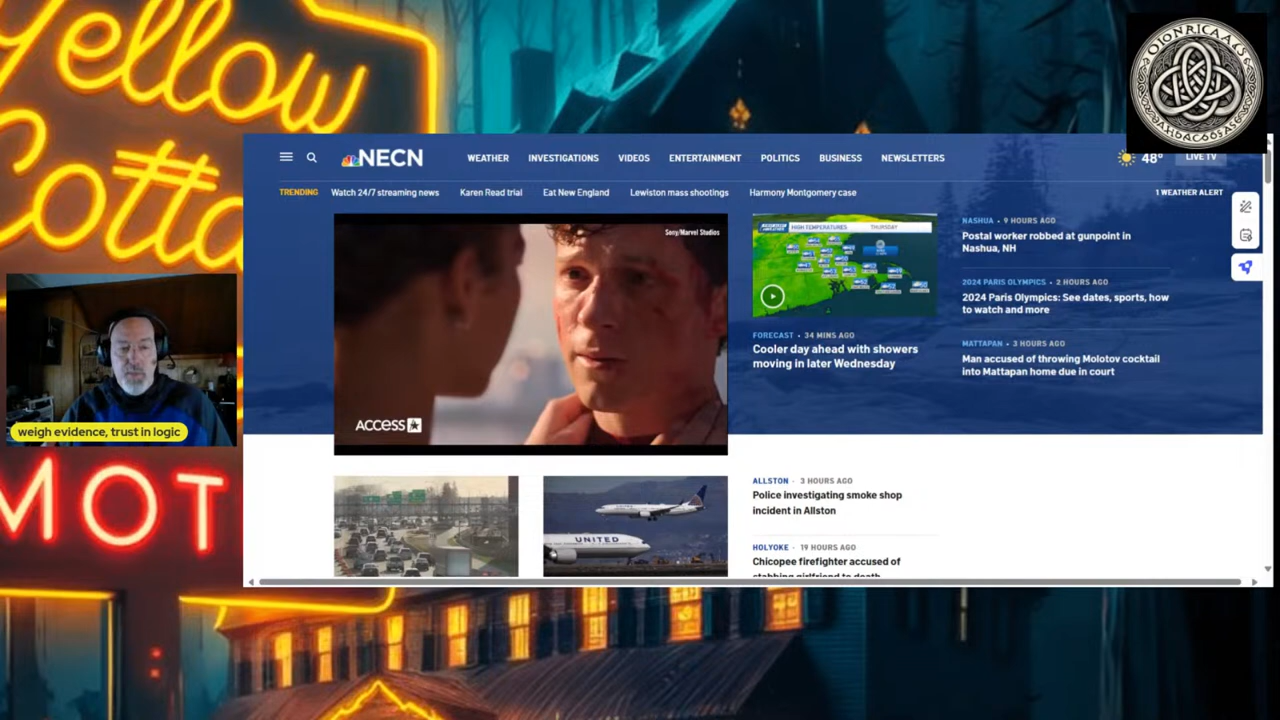 Yellow
Cotta
MOT
weigh evidence, trust in logic
NECN
WEATHER INVESTIGATIONS VIDEOS ENTERTAINMENT POLITICS BUSINESS NEWSLETTERS
48°
LIVE TV
TRENDING Watch 24/7 streaming news Karen Read trial Eat New England Lewiston mass shootings Harmony Montgomery case
1 WEATHER ALERT
Sony/Marvel Studios
ACCESS
HIGH TEMPERATURES THURSDAY
FORECAST • 34 MINS AGO
Cooler day ahead with showers
moving in later Wednesday
NASHUA • 9 HOURS AGO
Postal worker robbed at gunpoint in
Nashua, NH
2024 PARIS OLYMPICS • 2 HOURS AGO
2024 Paris Olympics: See dates, sports, how
to watch and more
MATTAPAN • 3 HOURS AGO
Man accused of throwing Molotov cocktail
into Mattapan home due in court
UNITED
ALLSTON · 3 HOURS AGO
Police investigating smoke shop
incident in Allston
HOLYOKE · 19 HOURS AGO
Chicopee firefighter accused of
stabbing girlfriend to death